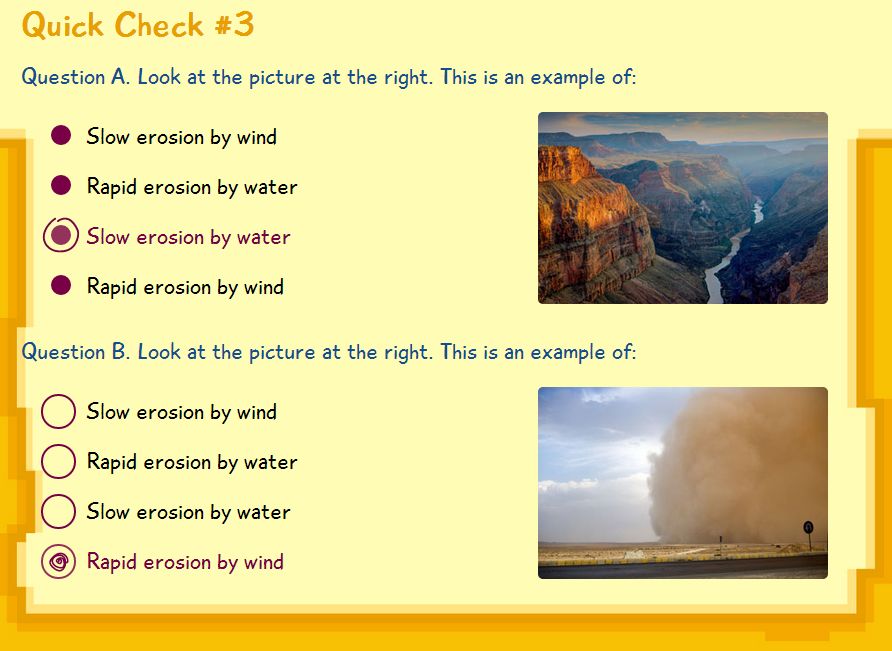 Quick Check #3
Question A. Look at the picture at the right. This is an example of:
Slow erosion by wind
Rapid erosion by water
Slow erosion by water
Rapid erosion by wind
Question B. Look at the picture at the right. This is an example of:
Slow erosion by wind
Rapid erosion by water
Slow erosion by water
Rapid erosion by wind